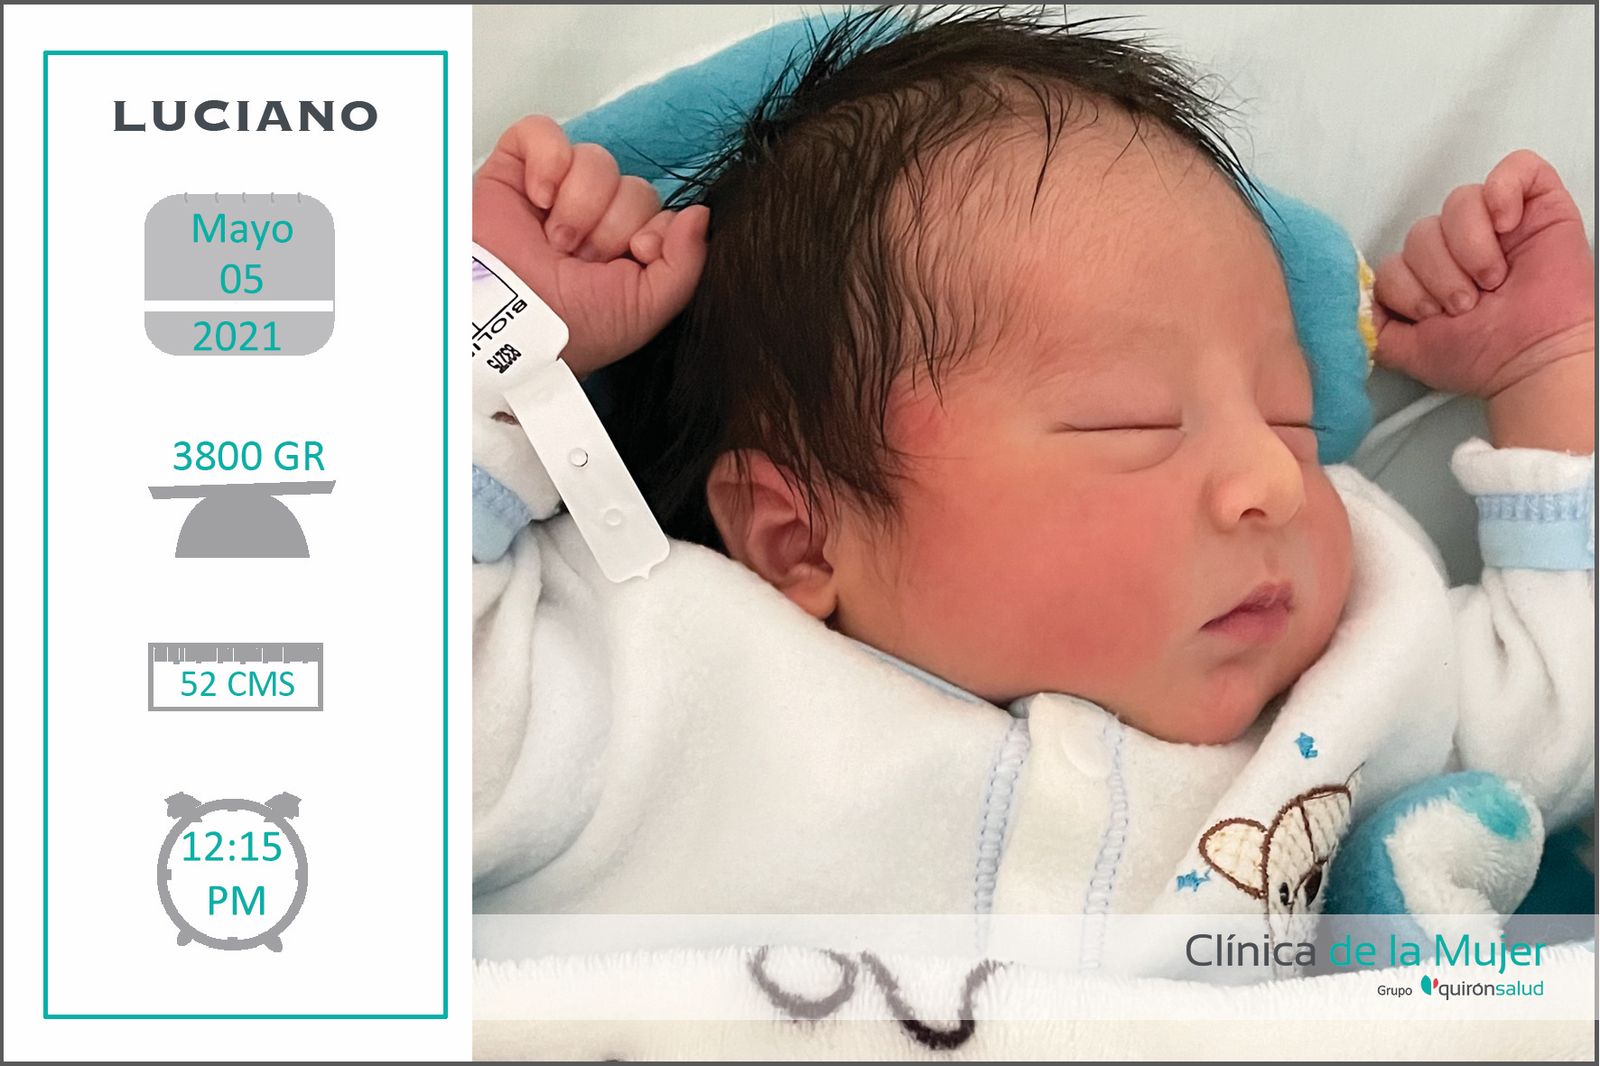 LUCIANO
Mayo
05
2021
3800 GR
52 CMS
12:15
PM
Clínica de la Mujer
Grupo quirónsalud